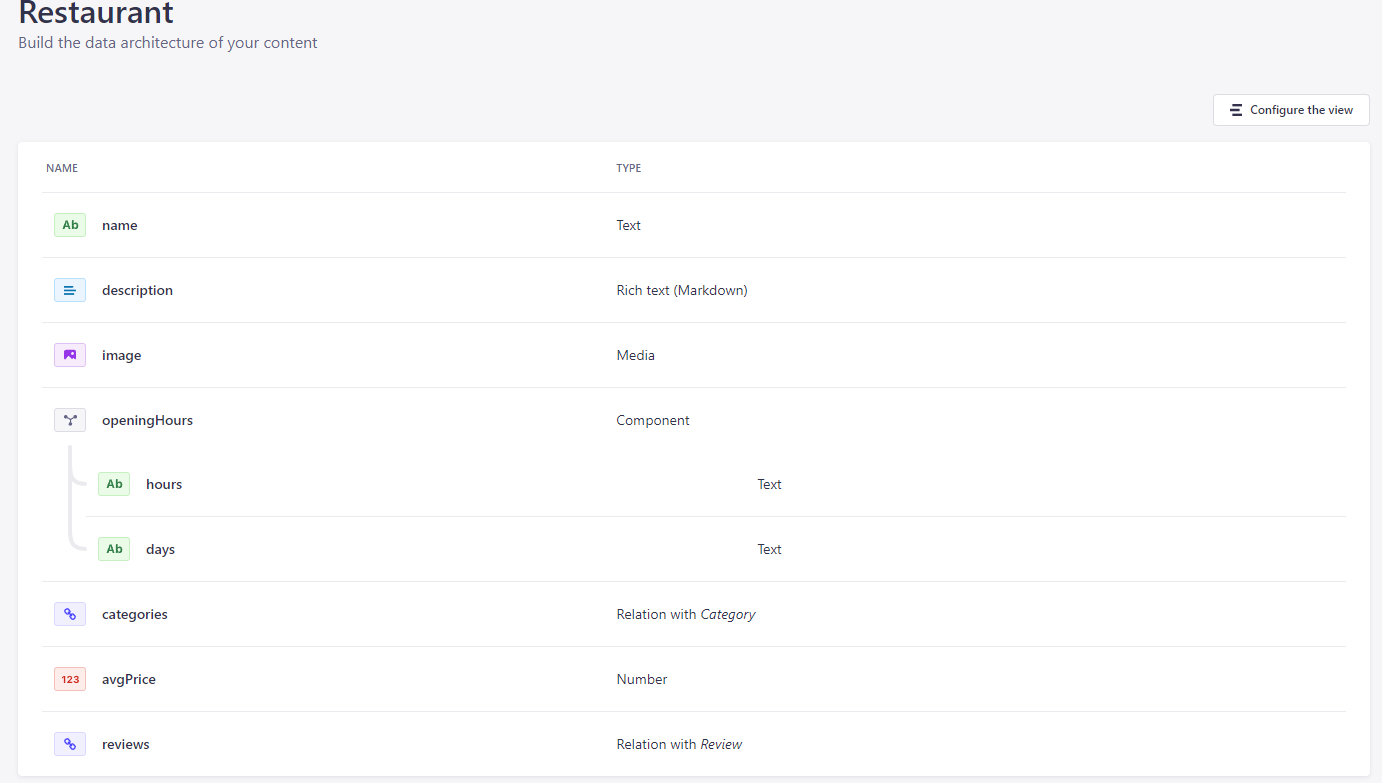 Restaurant
Build the data architecture of your content
Configure the view
NAME TYPE
Ab name Text
description Rich text (Markdown)
image Media
openingHours Component
Ab hours Text
Ab days Text
categories Relation with Category
123 avgPrice Number
reviews Relation with Review